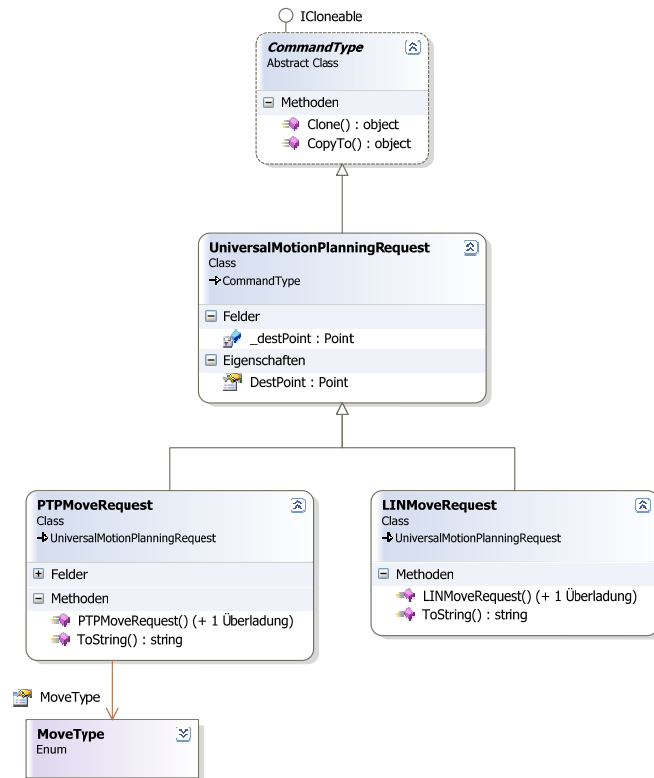 ICloneable
CommandType
Abstract Class
Methoden
Clone() : object
CopyTo() : object
UniversalMotionPlanningRequest
Class
CommandType
Felder
_destPoint : Point
Eigenschaften
DestPoint : Point
PTPMoveRequest
Class
UniversalMotionPlanningRequest
Felder
Methoden
PTPMoveRequest() (+ 1 Überladung)
ToString() : string
LINMoveRequest
Class
UniversalMotionPlanningRequest
Methoden
LINMoveRequest() (+ 1 Überladung)
ToString() : string
MoveType
MoveType
Enum